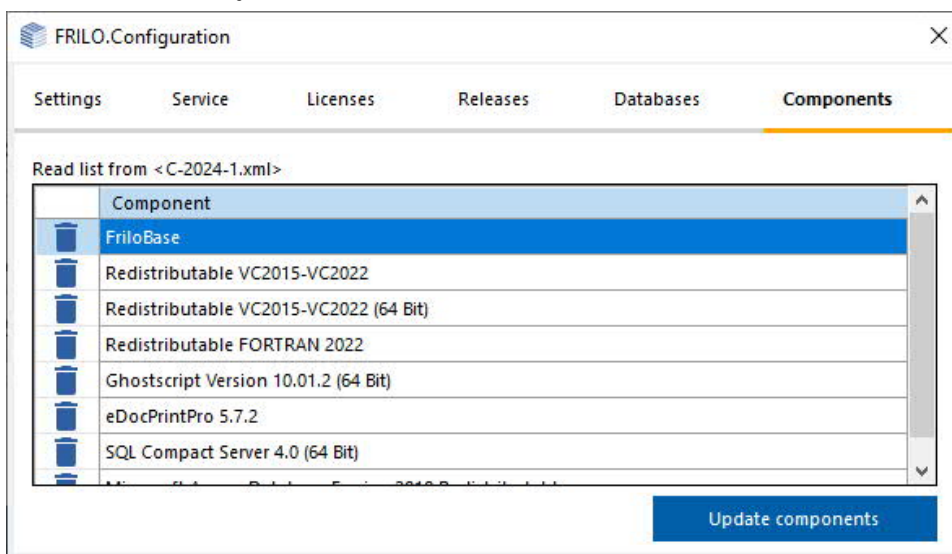 FRILO.Configuration
Settings Service Licenses Releases Databases Components
Read list from <C-2024-1.xml>
Component
FriloBase
Redistributable VC2015-VC2022
Redistributable VC2015-VC2022 (64 Bit)
Redistributable FORTRAN 2022
Ghostscript Version 10.01.2 (64 Bit)
eDocPrintPro 5.7.2
SQL Compact Server 4.0 (64 Bit)
Update components